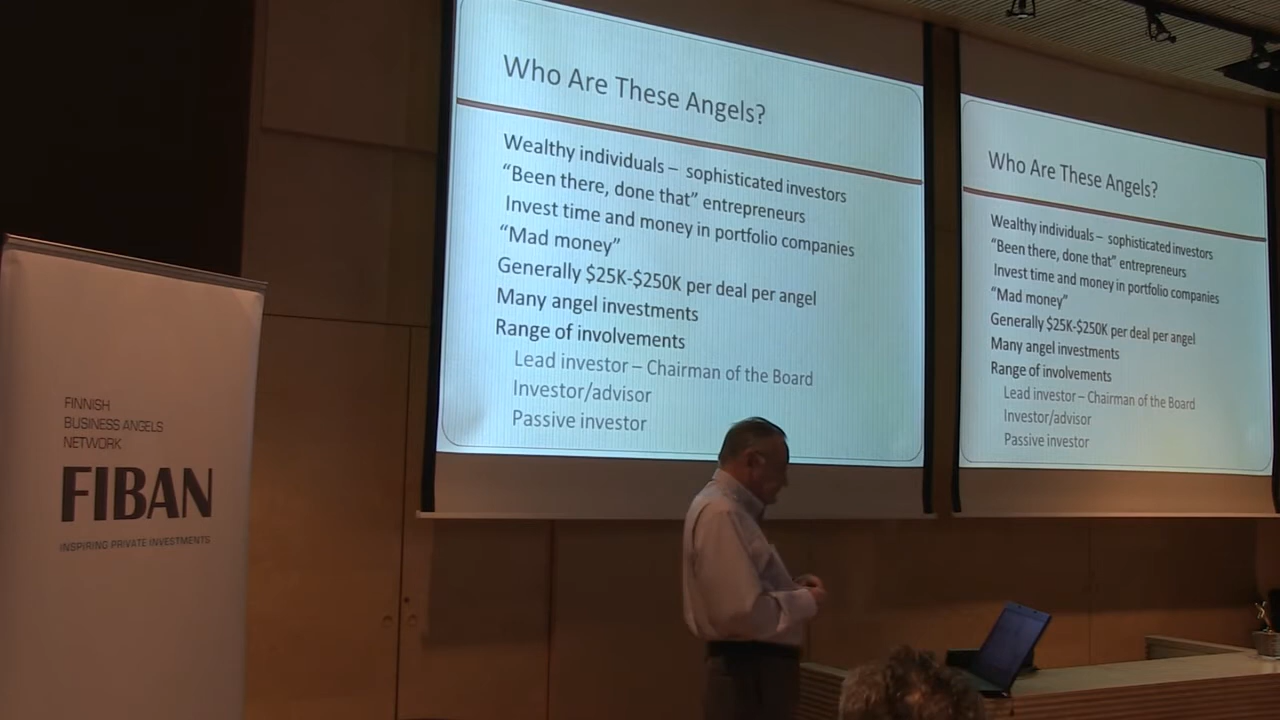 FINNISH
BUSINESS ANGELS
NETWORK
FIBAN
INSPIRING PRIVATE INVESTMENTS
Who Are These Angels?
Wealthy individuals – sophisticated investors
“Been there, done that” entrepreneurs
Invest time and money in portfolio companies
“Mad money”
Generally $25K-$250K per deal per angel
Many angel investments
Range of involvements
Lead investor – Chairman of the Board
Investor/advisor
Passive investor
Who Are These Angels?
Wealthy individuals – sophisticated investors
“Been there, done that” entrepreneurs
Invest time and money in portfolio companies
“Mad money”
Generally $25K-$250K per deal per angel
Many angel investments
Range of involvements
Lead investor – Chairman of the Board
Investor/advisor
Passive investor